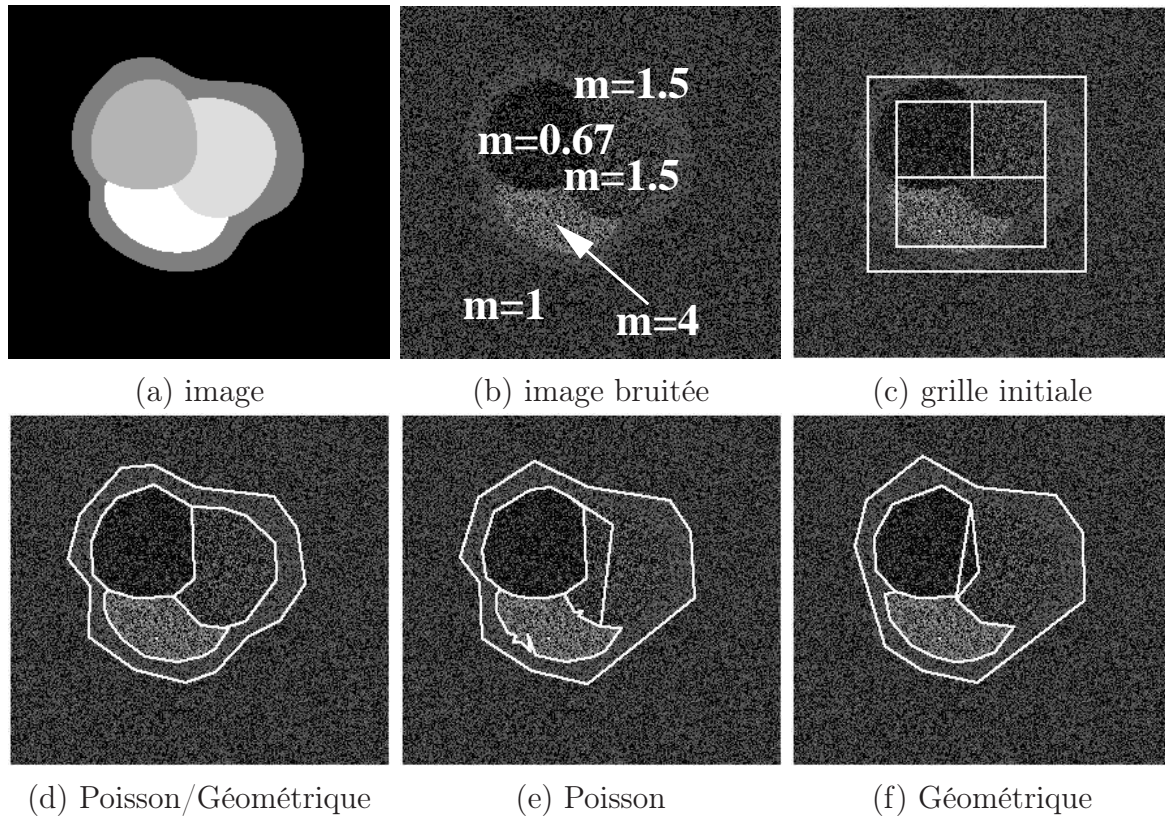 m=1.5
m=0.67
m=1.5
m=1
m=4
(a) image
(b) image bruitée
(c) grille initiale
(d) Poisson/Géométrique
(e) Poisson
(f) Géométrique